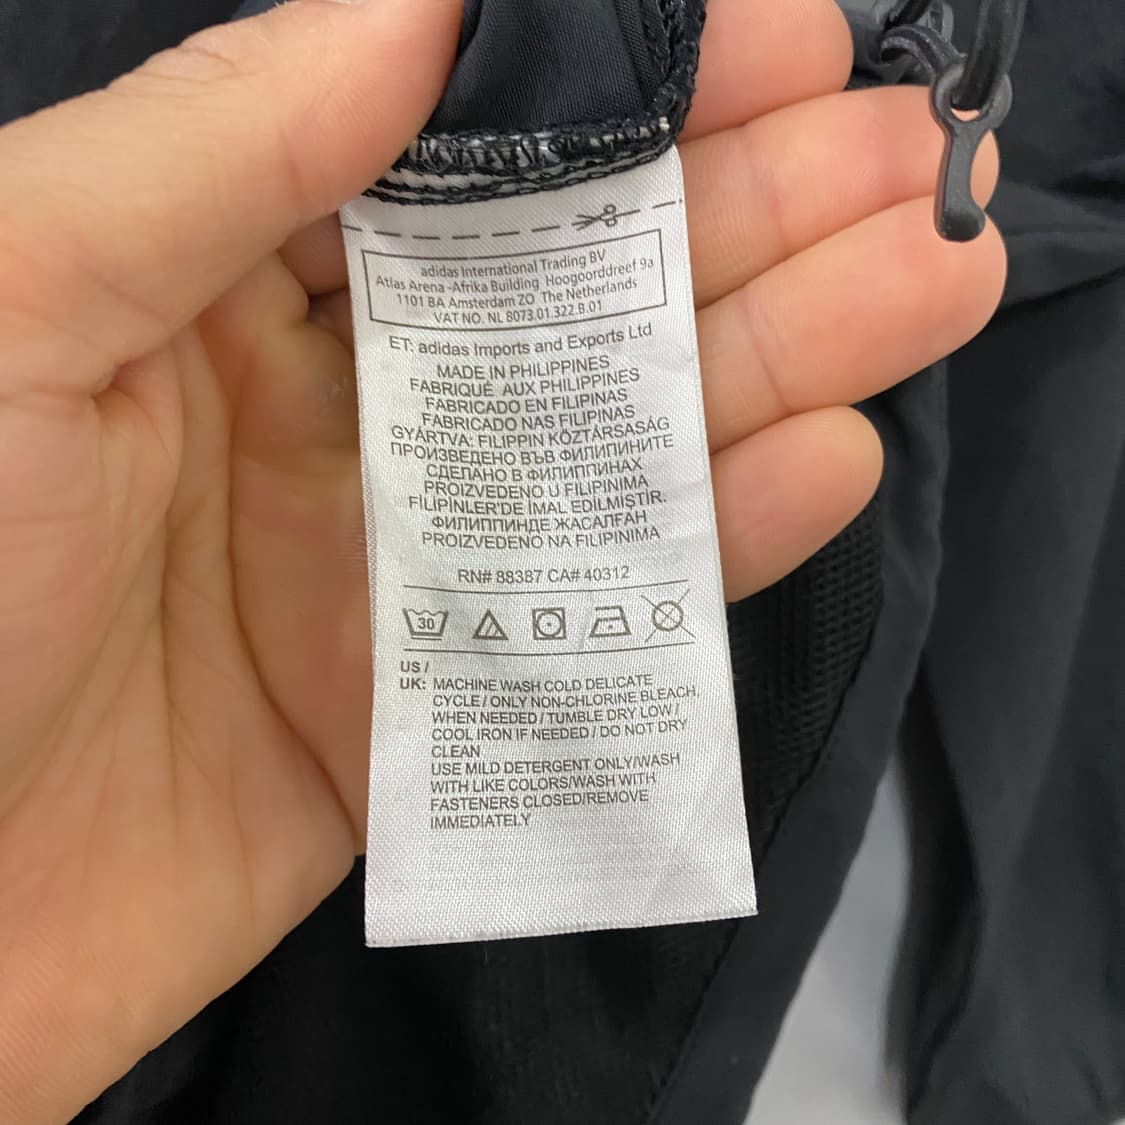 adidas International Trading BV
Atlas Arena -Afrika Building Hoogoorddreef 9a
1101 BA Amsterdam ZO The Netherlands
VAT NO. NL 8073.01.322.B.01
ET: adidas Imports and Exports Ltd
MADE IN PHILIPPINES
FABRIQUÉ AUX PHILIPPINES
FABRICADO EN FILIPINAS
FABRICADO NAS FILIPINAS
GYÁRTVA: FILIPPIN KÖZTÁRSASÁG
ПРОИЗВЕДЕНО ВЪВ ФИЛИПИНИТЕ
СДЕЛАНО В ФИЛИППИНАХ
PROIZVEDENO U FILIPINIMA
FİLİPİNLER'DE İMAL EDİLMİŞTİR.
ФИЛИППИНДЕ ЖАСАЛҒАН
PROIZVEDENO NA FILIPINIMA
RN# 88387 CA# 40312
30
US /
UK: MACHINE WASH COLD DELICATE
CYCLE / ONLY NON-CHLORINE BLEACH,
WHEN NEEDED / TUMBLE DRY LOW /
COOL IRON IF NEEDED / DO NOT DRY
CLEAN
USE MILD DETERGENT ONLY/WASH
WITH LIKE COLORS/WASH WITH
FASTENERS CLOSED/REMOVE
IMMEDIATELY